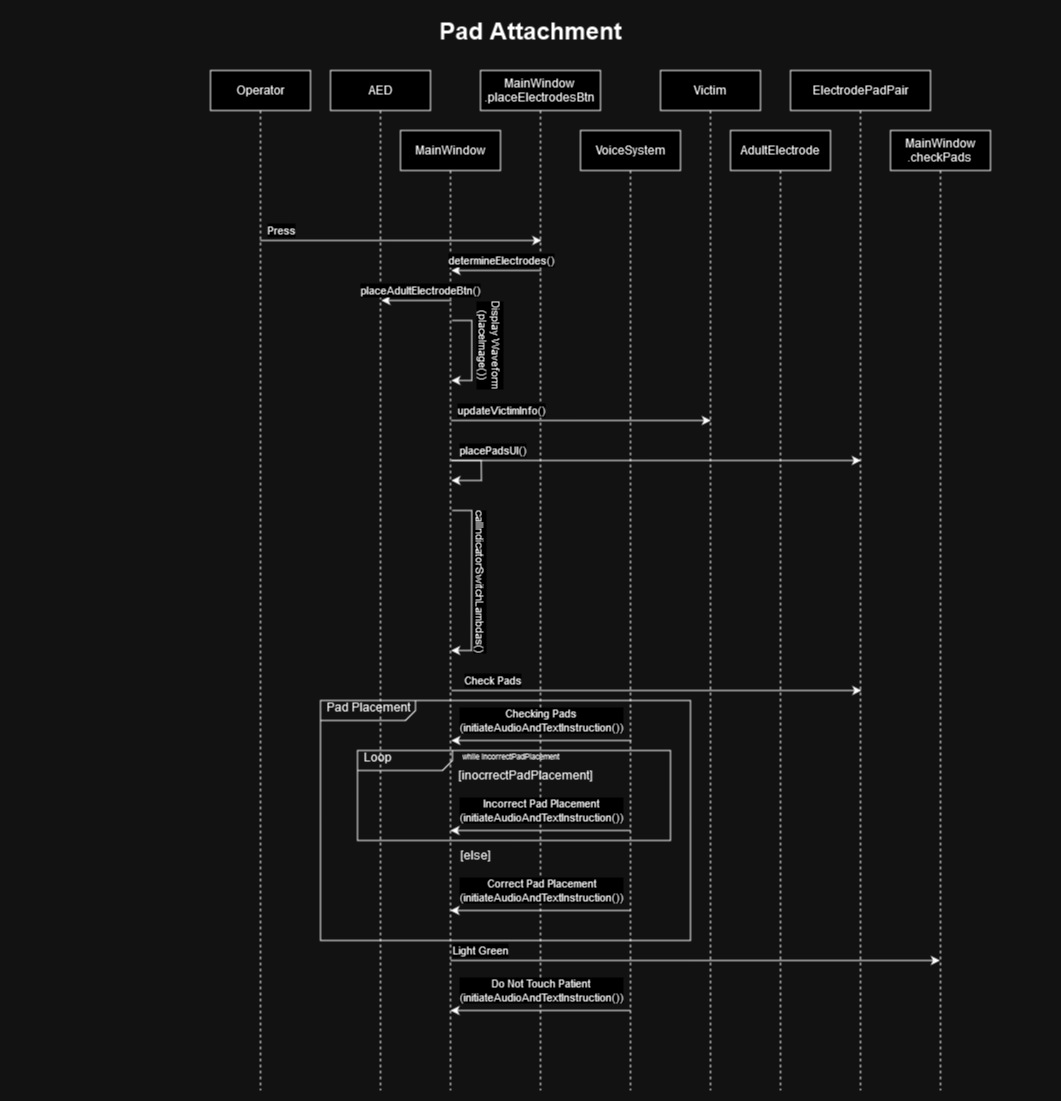 Pad Attachment
Operator
AED
MainWindow
.placeElectrodesBtn
Victim
ElectrodePadPair
MainWindow
VoiceSystem
AdultElectrode
MainWindow
.checkPads
Press
determineElectrodes()
placeAdultElectrodeBtn()
Display Waveform
(placeImage())
updateVictimInfo()
placePadsUI()
callIndicatorSwitchLambdas()
Check Pads
Pad Placement
Checking Pads
(initiateAudioAndTextInstruction())
Loop
while IncorrectPadPlacement
[inocrrectPadPlacement]
Incorrect Pad Placement
(initiateAudioAndTextInstruction())
[else]
Correct Pad Placement
(initiateAudioAndTextInstruction())
Light Green
Do Not Touch Patient
(initiateAudioAndTextInstruction())